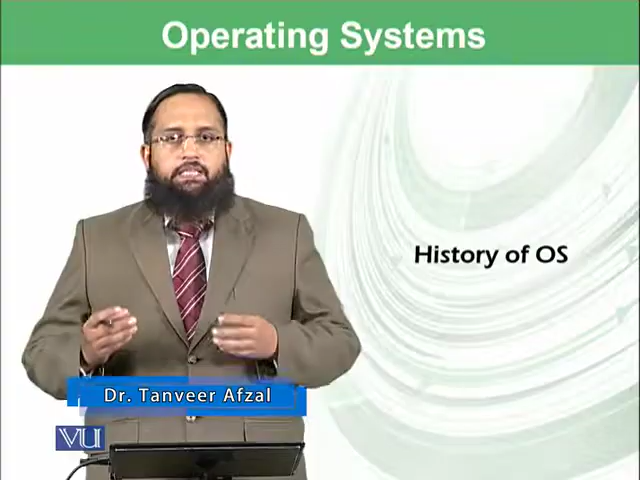 Operating Systems
History of OS
Dr. Tanveer Afzal
VU